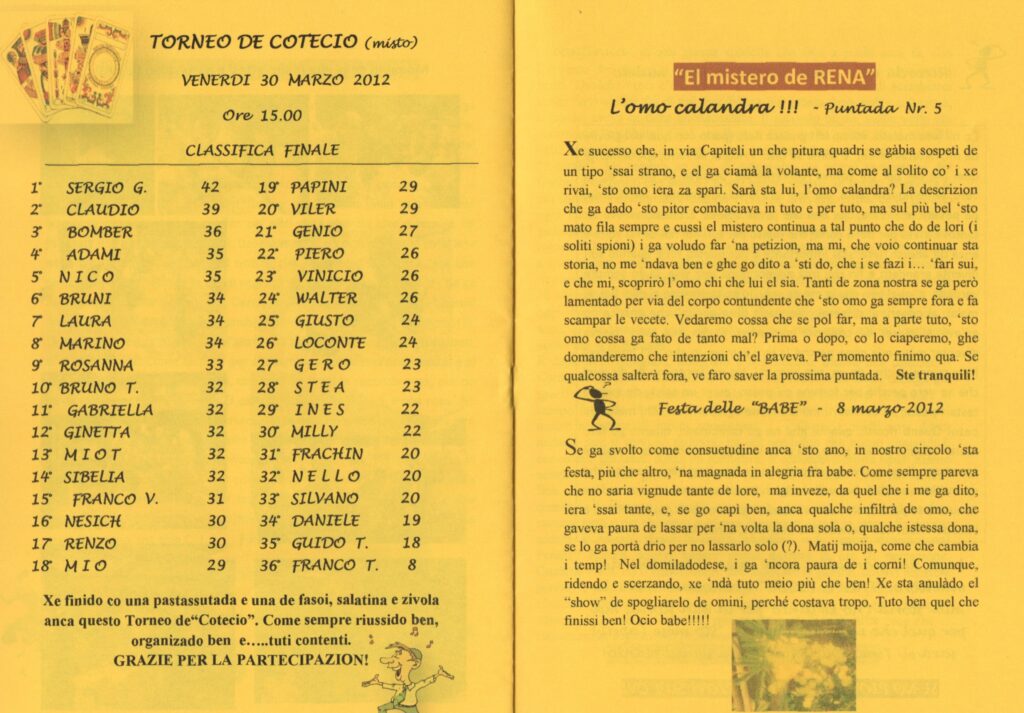 TORNEO DE COTECIO (misto)
VENERDI 30 MARZO 2012
Ore 15.00
CLASSIFICA FINALE
1° SERGIO G. 42 19° PAPINI 29
2° CLAUDIO 39 20° VILER 29
3° BOMBER 36 21° GENIO 27
4° ADAMI 35 22° PIERO 26
5° NICO 35 23° VINICIO 26
6° BRUNI 34 24° WALTER 26
7° LAURA 34 25° GIUSTO 24
8° MARINO 34 26° LOCONTE 24
9° ROSANNA 33 27° GERO 23
10° BRUNO T. 32 28° STEA 23
11° GABRIELLA 32 29° INES 22
12° GINETTA 32 30° MILLY 22
13° MIOT 32 31° FRACHIN 20
14° SIBELIA 32 32° NELLO 20
15° FRANCO V. 31 33° SILVANO 20
16° NESICH 30 34° DANIELE 19
17° RENZO 30 35° GUIDO T. 18
18° MIO 29 36° FRANCO T. 8
Xe finido co una pastassutada e una de fasoi, salatina e zivola
anca questo Torneo de“Cotecio”. Come sempre riussido ben,
organizado ben e…..tuti contenti.
GRAZIE PER LA PARTECIPAZION!
“El mistero de RENA”
L’omo calandra !!! - Puntada Nr. 5
Xe sucesso che, in via Capiteli un che pitura quadri se gàbia sospetì de
un tipo ‘ssai strano, e el ga ciamà la volante, ma come al solito co’ i xe
rivai, ‘sto omo iera za sparì. Sarà sta lui, l’omo calandra? La descrizion
che ga dado ‘sto pitor combaciava in tuto e per tuto, ma sul più bel ‘sto
mato fila sempre e cussì el mistero continua a tal punto che do de lori (i
soliti spioni) i ga voludo far ‘na petizion, ma mi, che voio continuar sta
storia, no me ‘ndava ben e ghe go dito a ‘sti do, che i se fazi i… ‘fari sui,
e che mi, scoprirò l’omo chi che lui el sia. Tanti de zona nostra se ga però
lamentado per via del corpo contundente che ‘sto omo ga sempre fora e fa
scampar le vecete. Vedaremo cossa che se pol far, ma a parte tuto, ‘sto
omo cossa ga fato de tanto mal? Prima o dopo, co lo ciaperemo, ghe
domanderemo che intenzioni ch’el gaveva. Per momento finimo qua. Se
qualcossa salterà fora, ve faro saver la prossima puntada. Ste tranquili!
Festa delle “BABE” - 8 marzo 2012
Se ga svolto come consuetudine anca ‘sto ano, in nostro circolo ‘sta
festa, più che altro, ‘na magnada in alegria fra babe. Come sempre pareva
che no saria vignude tante de lore, ma inveze, da quel che i me ga dito,
iera ‘ssai tante, e, se go capì ben, anca qualche infiltrà de omo, che
gaveva paura de lassar per ‘na volta la dona sola o, qualche istessa dona,
se lo ga portà drio per no lassarlo solo (?). Matij moija, come che cambia
i temp! Nel domiladodese, i ga ‘ncora paura de i corni! Comunque,
ridendo e scerzando, xe ‘ndà tuto meio più che ben! Xe sta anulàdo el
“show” de spogliarelo de omini, perché costava tropo. Tuto ben quel che
finissi ben! Ocio babe!!!!!